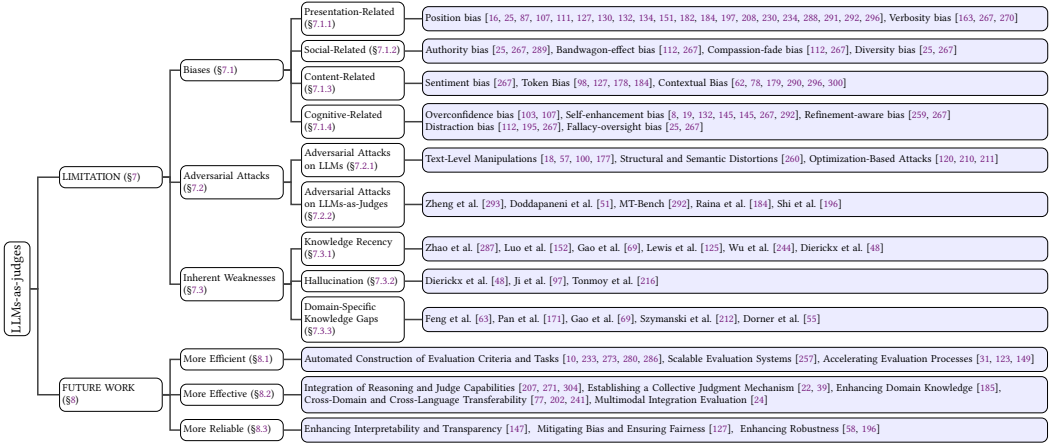 LLMs-as-judges
LIMITATION (§7)
Biases (§7.1)
Presentation-Related
(§7.1.1)
Position bias [16, 25, 87, 107, 111, 127, 130, 132, 134, 151, 182, 184, 197, 208, 230, 234, 288, 291, 292, 296], Verbosity bias [163, 267, 270]
Social-Related (§7.1.2)
Authority bias [25, 267, 289], Bandwagon-effect bias [112, 267], Compassion-fade bias [112, 267], Diversity bias [25, 267]
Content-Related
(§7.1.3)
Sentiment bias [267], Token Bias [98, 127, 178, 184], Contextual Bias [62, 78, 179, 290, 296, 300]
Cognitive-Related
(§7.1.4)
Overconfidence bias [103, 107], Self-enhancement bias [8, 19, 132, 145, 145, 267, 292], Refinement-aware bias [259, 267]
Distraction bias [112, 195, 267], Fallacy-oversight bias [25, 267]
Adversarial Attacks
(§7.2)
Adversarial Attacks
on LLMs (§7.2.1)
Text-Level Manipulations [18, 57, 100, 177], Structural and Semantic Distortions [260], Optimization-Based Attacks [120, 210, 211]
Adversarial Attacks
on LLMs-as-Judges
(§7.2.2)
Zheng et al. [293], Doddapaneni et al. [51], MT-Bench [292], Raina et al. [184], Shi et al. [196]
Inherent Weaknesses
(§7.3)
Knowledge Recency
(§7.3.1)
Zhao et al. [287], Luo et al. [152], Gao et al. [69], Lewis et al. [125], Wu et al. [244], Dierickx et al. [48]
Hallucination (§7.3.2)
Dierickx et al. [48], Ji et al. [97], Tonmoy et al. [216]
Domain-Specific
Knowledge Gaps
(§7.3.3)
Feng et al. [63], Pan et al. [171], Gao et al. [69], Szymanski et al. [212], Dorner et al. [55]
FUTURE WORK
(§8)
More Efficient (§8.1)
Automated Construction of Evaluation Criteria and Tasks [10, 233, 273, 280, 286], Scalable Evaluation Systems [257], Accelerating Evaluation Processes [31, 123, 149]
More Effective (§8.2)
Integration of Reasoning and Judge Capabilities [207, 271, 304], Establishing a Collective Judgment Mechanism [22, 39], Enhancing Domain Knowledge [185],
Cross-Domain and Cross-Language Transferability [77, 202, 241], Multimodal Integration Evaluation [24]
More Reliable (§8.3)
Enhancing Interpretability and Transparency [147], Mitigating Bias and Ensuring Fairness [127], Enhancing Robustness [58, 196]